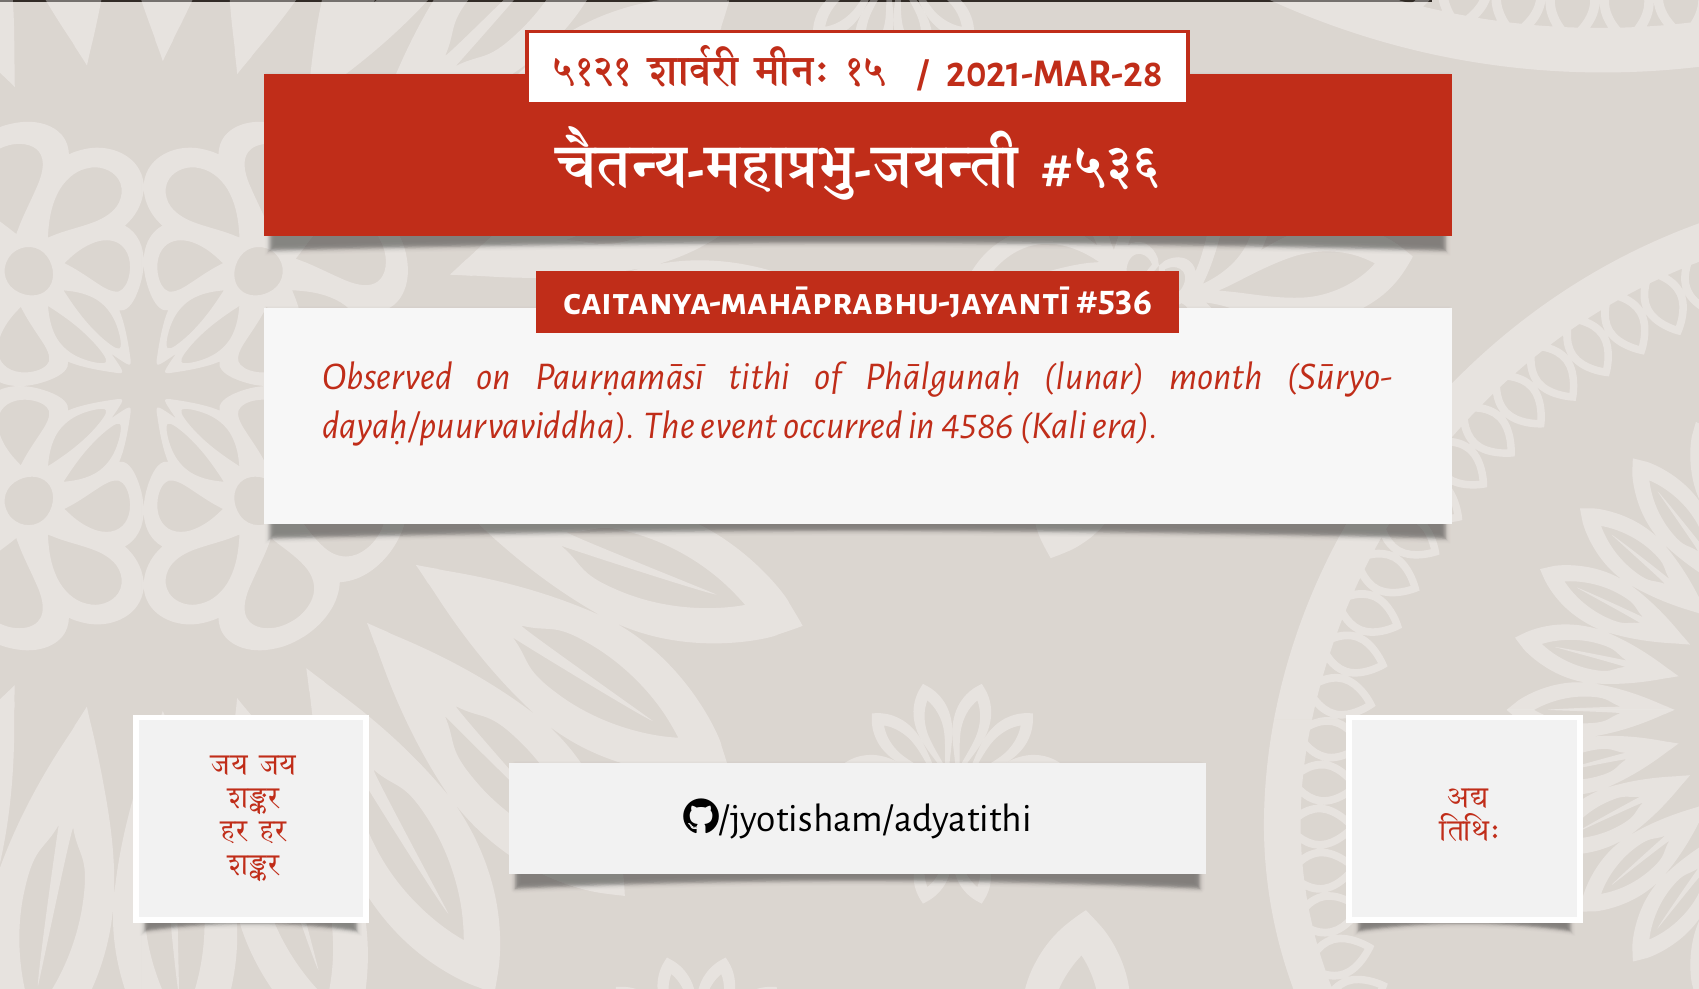 ५१२१ शार्वरी मीनः १५ / 2021-MAR-28
चैतन्य-महाप्रभु-जयन्ती #५३६
CAITANYA-MAHĀPRABHU-JAYANTĪ #536
Observed on Paurṇamāsī tithi of Phālgunaḥ (lunar) month (Sūryo-
dayaḥ/puurvaviddha). The event occurred in 4586 (Kali era).
जय जय
शङ्कर
हर हर
शङ्कर
/jyotisham/adyatithi
अद्य
तिथिः